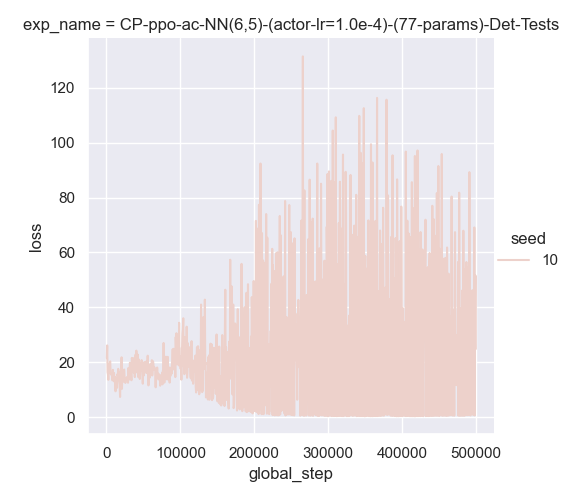 exp_name = CP-ppo-ac-NN(6,5)-(actor-lr=1.0e-4)-(77-params)-Det-Tests
120
100
80
60
40
20
0
loss
seed
10
0 100000 200000 300000 400000 500000
global_step